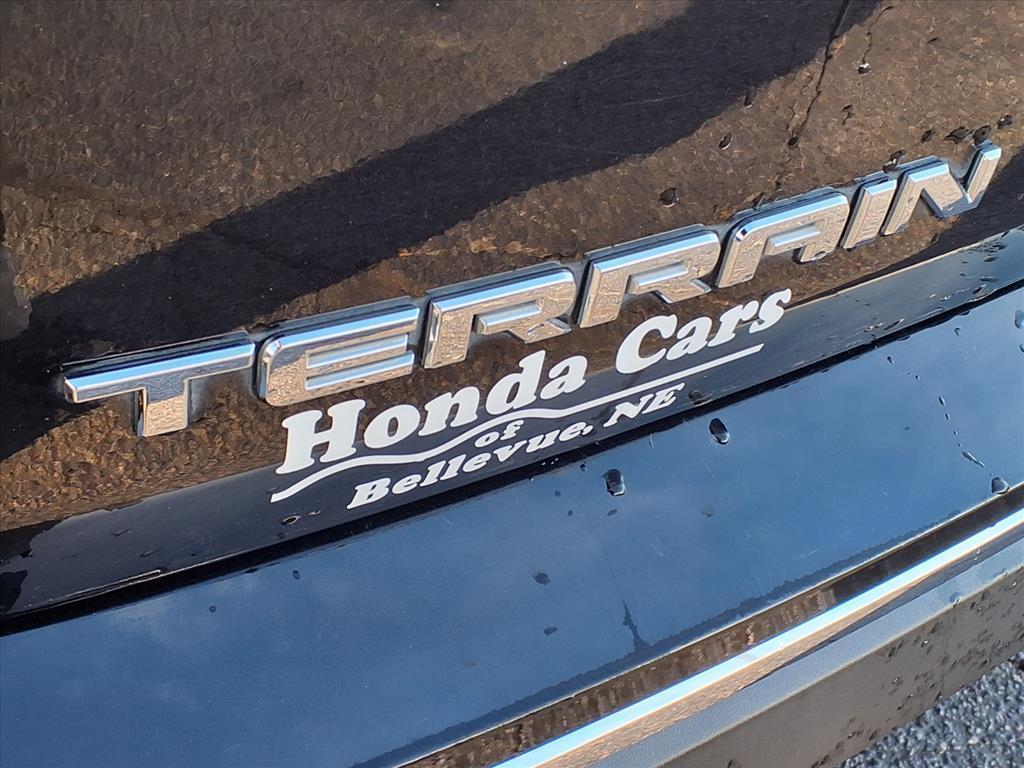 TERRAIN
Honda Cars
of
Bellevue, NE